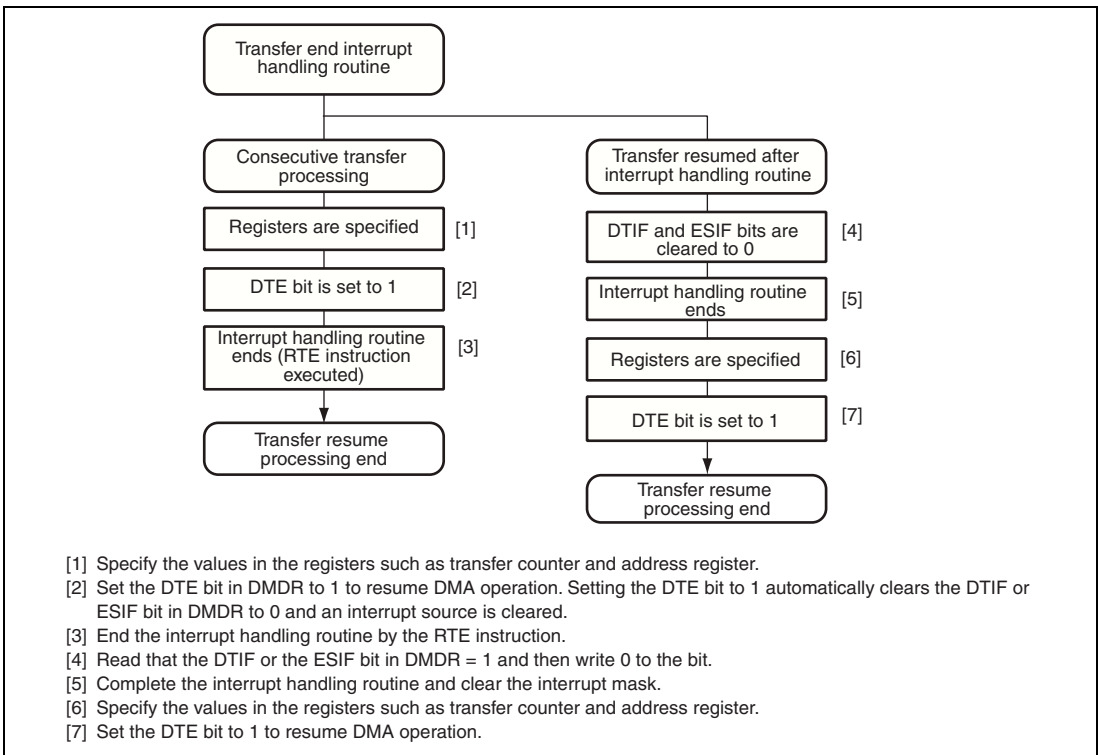 Transfer end interrupt
handling routine
Consecutive transfer
processing
Registers are specified
[1]
DTE bit is set to 1
[2]
Interrupt handling routine
ends (RTE instruction
executed)
[3]
Transfer resume
processing end
Transfer resumed after
interrupt handling routine
DTIF and ESIF bits are
cleared to 0
[4]
Interrupt handling routine
ends
[5]
Registers are specified
[6]
DTE bit is set to 1
[7]
Transfer resume
processing end
[1] Specify the values in the registers such as transfer counter and address register.
[2] Set the DTE bit in DMDR to 1 to resume DMA operation. Setting the DTE bit to 1 automatically clears the DTIF or
ESIF bit in DMDR to 0 and an interrupt source is cleared.
[3] End the interrupt handling routine by the RTE instruction.
[4] Read that the DTIF or the ESIF bit in DMDR = 1 and then write 0 to the bit.
[5] Complete the interrupt handling routine and clear the interrupt mask.
[6] Specify the values in the registers such as transfer counter and address register.
[7] Set the DTE bit to 1 to resume DMA operation.